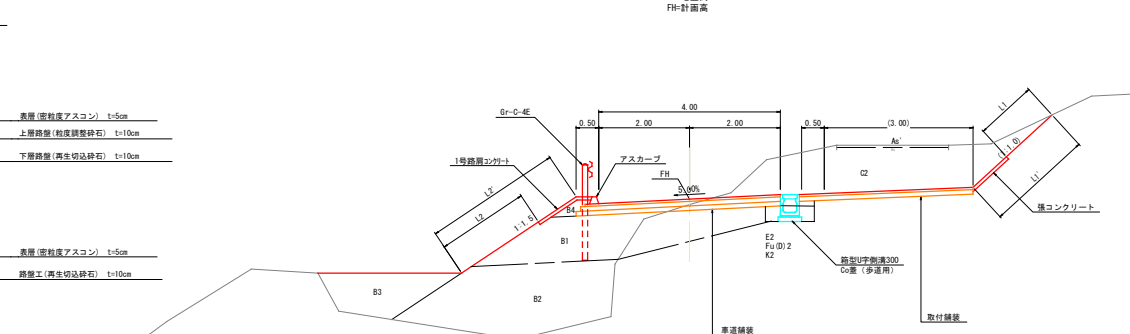 FH=計画高
表層(密粒度アスコン) t=5cm
上層路盤(粒度調整砕石) t=10cm
下層路盤(再生切込砕石) t=10cm
表層(密粒度アスコン) t=5cm
路盤工(再生切込砕石) t=10cm
Gr-C-4E
4.00
0.50
2.00
2.00
0.50
(3.00)
L1
As'
(1:1.0)
L1'
1号路肩コンクリート
アスカーブ
FH
5.00%
C2
L2'
L2
1:1.5
B4
B1
B2
B3
張コンクリート
E2
Fu(D)2
K2
箱型U字側溝300
Co蓋(歩道用)
取付舗装
車道舗装